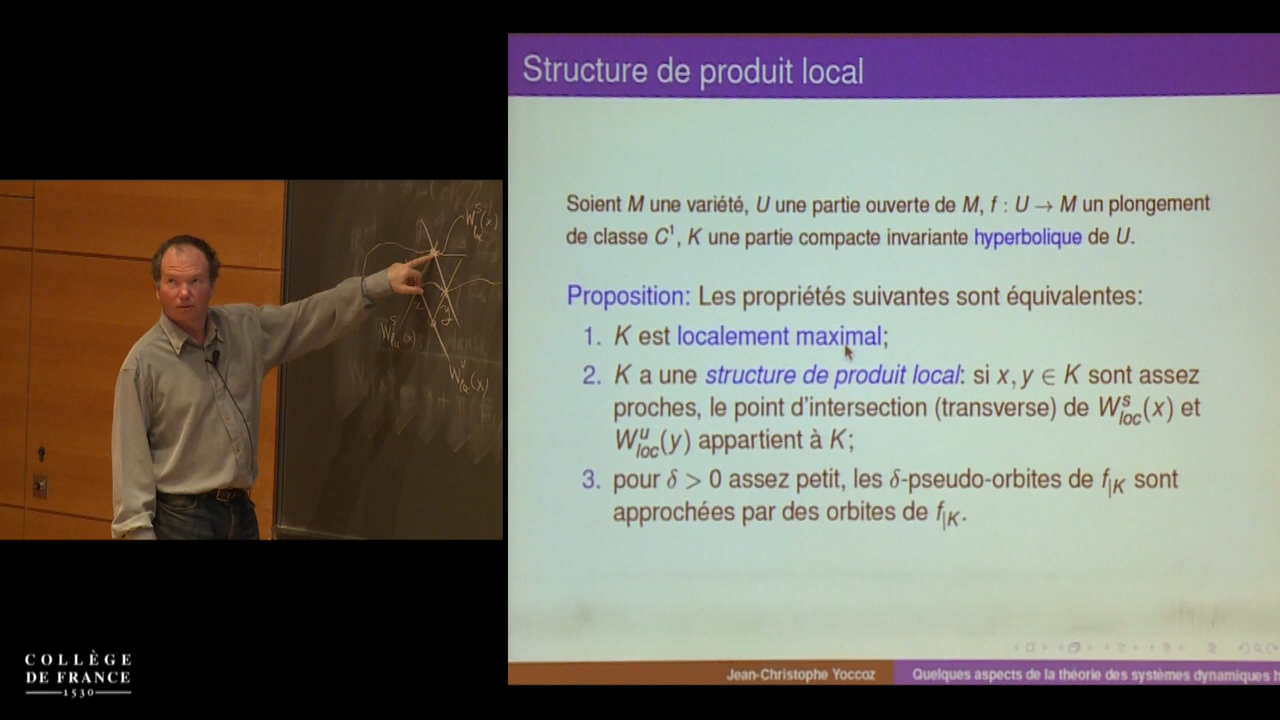 Structure de produit local
Soient M une variété, U une partie ouverte de M, f : U → M un plongement
de classe C¹, K une partie compacte invariante hyperbolique de U.
Proposition: Les propriétés suivantes sont équivalentes:
1. K est localement maximal;
2. K a une structure de produit local: si x, y ∈ K sont assez
proches, le point d'intersection (transverse) de W^s_loc(x) et
W^u_loc(y) appartient à K;
3. pour δ > 0 assez petit, les δ-pseudo-orbites de f|K sont
approchées par des orbites de f|K.
Jean-Christophe Yoccoz
Quelques aspects de la théorie des systèmes dynamiques h
COLLÈGE
DE FRANCE
1530